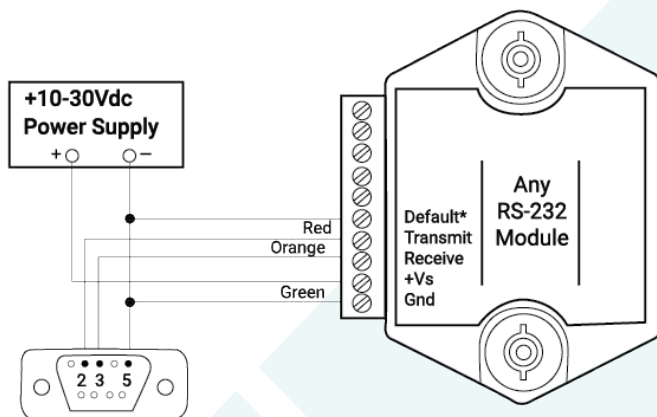 +10-30Vdc
Power Supply
+ −
Red
Orange
Green
Default*
Transmit
Receive
+Vs
Gnd
Any
RS-232
Module
2 3 5